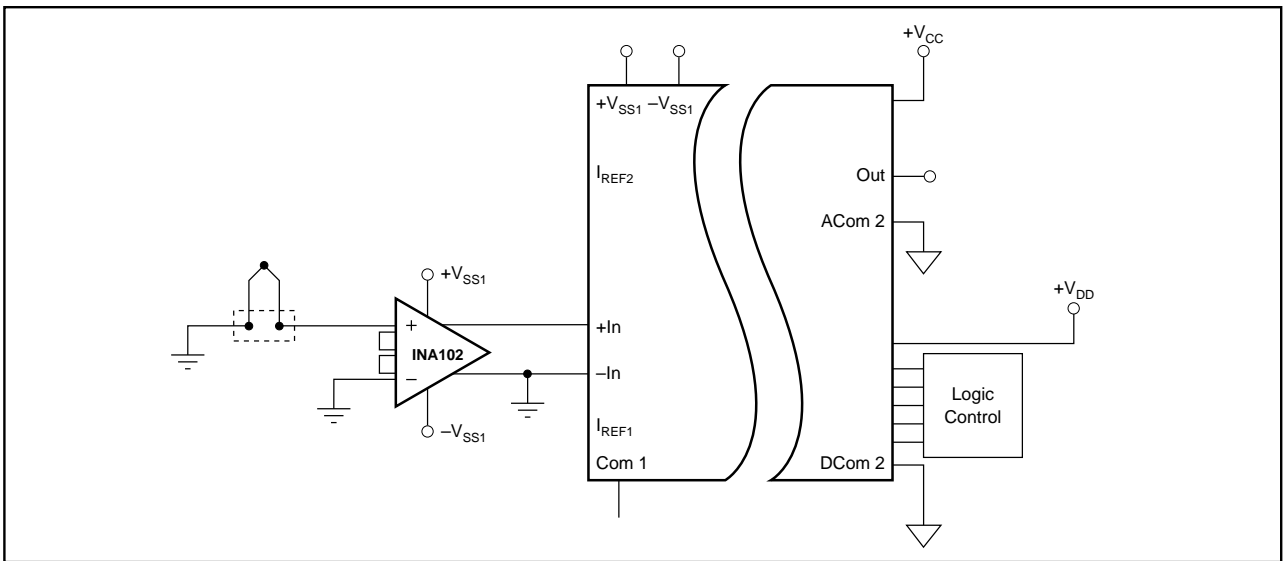 +VCC
+VSS1 –VSS1
IREF2
Out
ACom 2
+VSS1
+VDD
+
INA102
–
+In
–In
Logic
Control
–VSS1
IREF1
Com 1
DCom 2